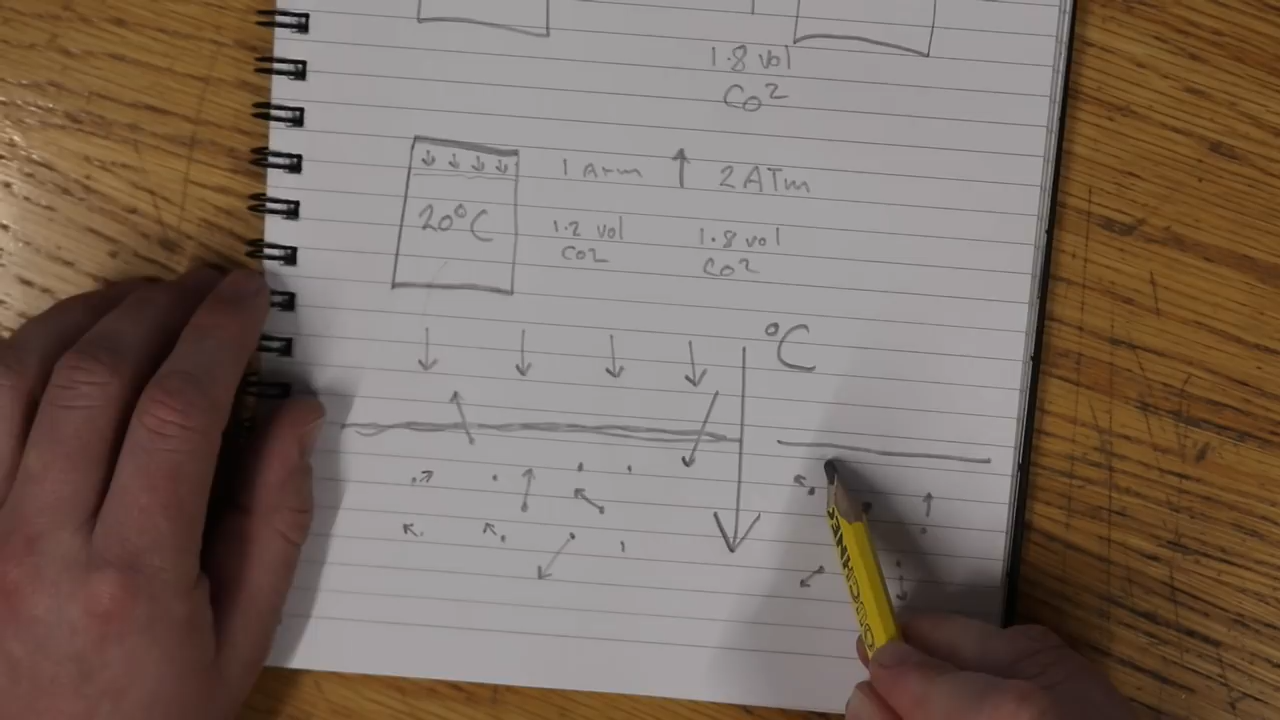 1.8 vol
Co²
1 ATm ↑ 2 ATm
20°C
1.2 vol
CO2
1.8 vol
Co²
°C